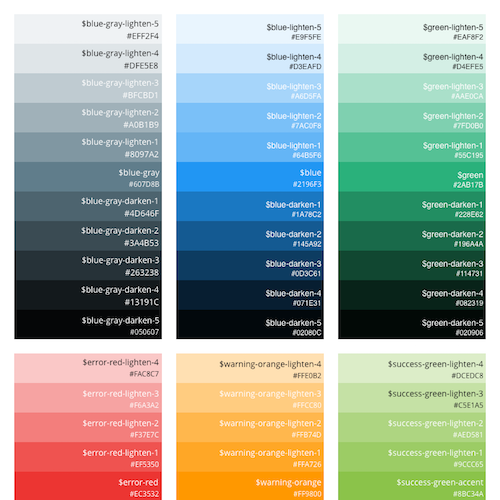 $blue-gray-lighten-5
#EFF2F4
$blue-gray-lighten-4
#DFE5E8
$blue-gray-lighten-3
#BFCBD1
$blue-gray-lighten-2
#A0B1B9
$blue-gray-lighten-1
#8097A2
$blue-gray
#607D8B
$blue-gray-darken-1
#4D646F
$blue-gray-darken-2
#3A4B53
$blue-gray-darken-3
#263238
$blue-gray-darken-4
#13191C
$blue-gray-darken-5
#050607
$blue-lighten-5
#E9F5FE
$blue-lighten-4
#D3EAFD
$blue-lighten-3
#A6D5FA
$blue-lighten-2
#7AC0F8
$blue-lighten-1
#64B5F6
$blue
#2196F3
$blue-darken-1
#1A78C2
$blue-darken-2
#145A92
$blue-darken-3
#0D3C61
$blue-darken-4
#071E31
$blue-darken-5
#02080C
$green-lighten-5
#EAF8F2
$green-lighten-4
#D4EFE5
$green-lighten-3
#AAE0CA
$green-lighten-2
#7FD0B0
$green-lighten-1
#55C195
$green
#2AB17B
$green-darken-1
#228E62
$green-darken-2
#196A4A
$green-darken-3
#114731
$green-darken-4
#082319
$green-darken-5
#020906
$error-red-lighten-4
#FAC8C7
$error-red-lighten-3
#F6A3A2
$error-red-lighten-2
#F37E7C
$error-red-lighten-1
#EF5350
$error-red
#EC3532
$warning-orange-lighten-4
#FFE0B2
$warning-orange-lighten-3
#FFCC80
$warning-orange-lighten-2
#FFB74D
$warning-orange-lighten-1
#FFA726
$warning-orange
#FF9800
$success-green-lighten-4
#DCEDC8
$success-green-lighten-3
#C5E1A5
$success-green-lighten-2
#AED581
$success-green-lighten-1
#9CCC65
$success-green-accent
#8BC34A